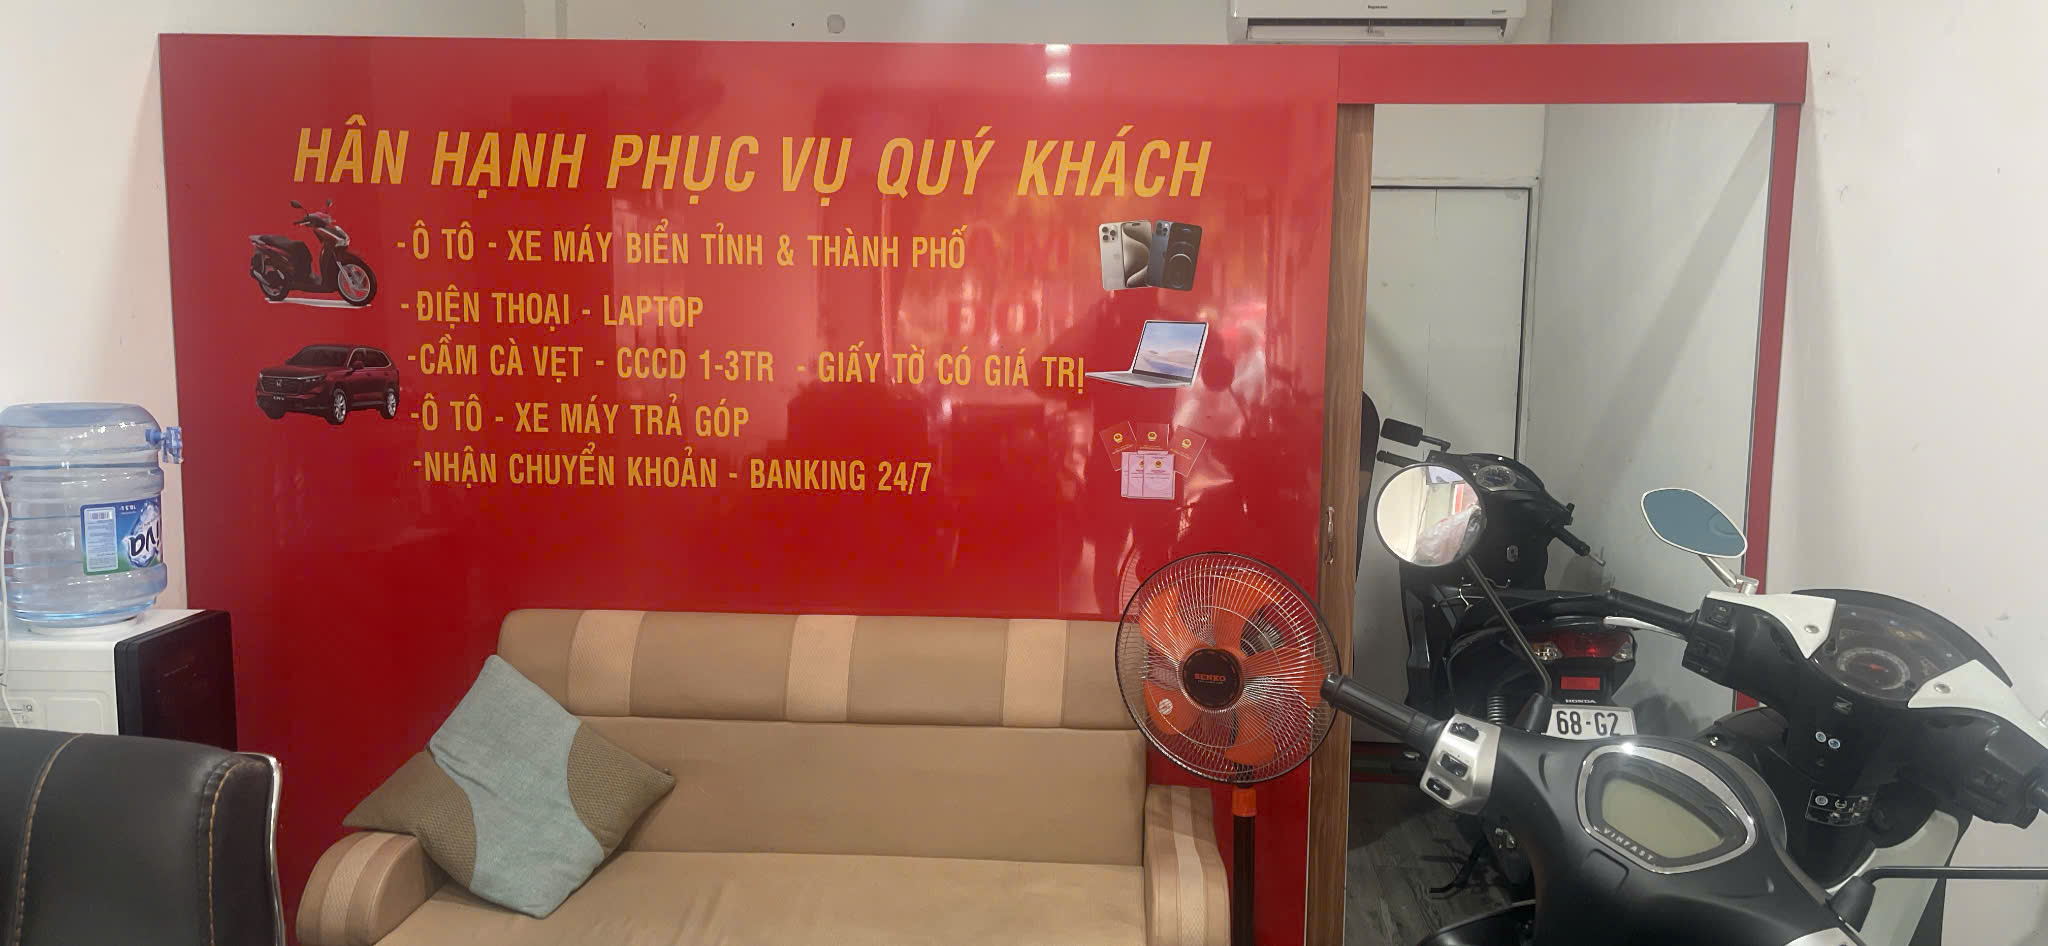 HÂN HẠNH PHỤC VỤ QUÝ KHÁCH
-Ô TÔ - XE MÁY BIỂN TỈNH & THÀNH PHỐ
-ĐIỆN THOẠI - LAPTOP
-CẦM CÀ VẸT - CCCD 1-3TR - GIẤY TỜ CÓ GIÁ TRỊ
-Ô TÔ - XE MÁY TRẢ GÓP
-NHẬN CHUYỂN KHOẢN - BANKING 24/7
SENKO
HONDA
68-G2
VINFAST